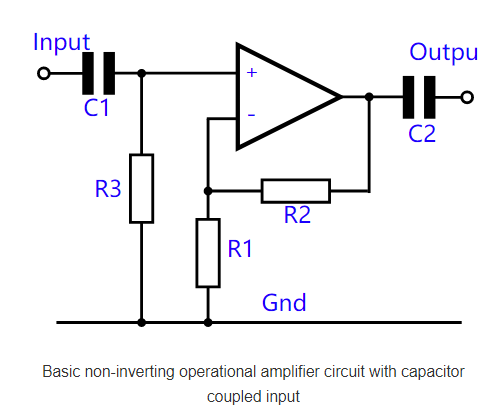 Input
Outpu
+
C1
-
C2
R3
R2
R1
Gnd
Basic non-inverting operational amplifier circuit with capacitor
coupled input